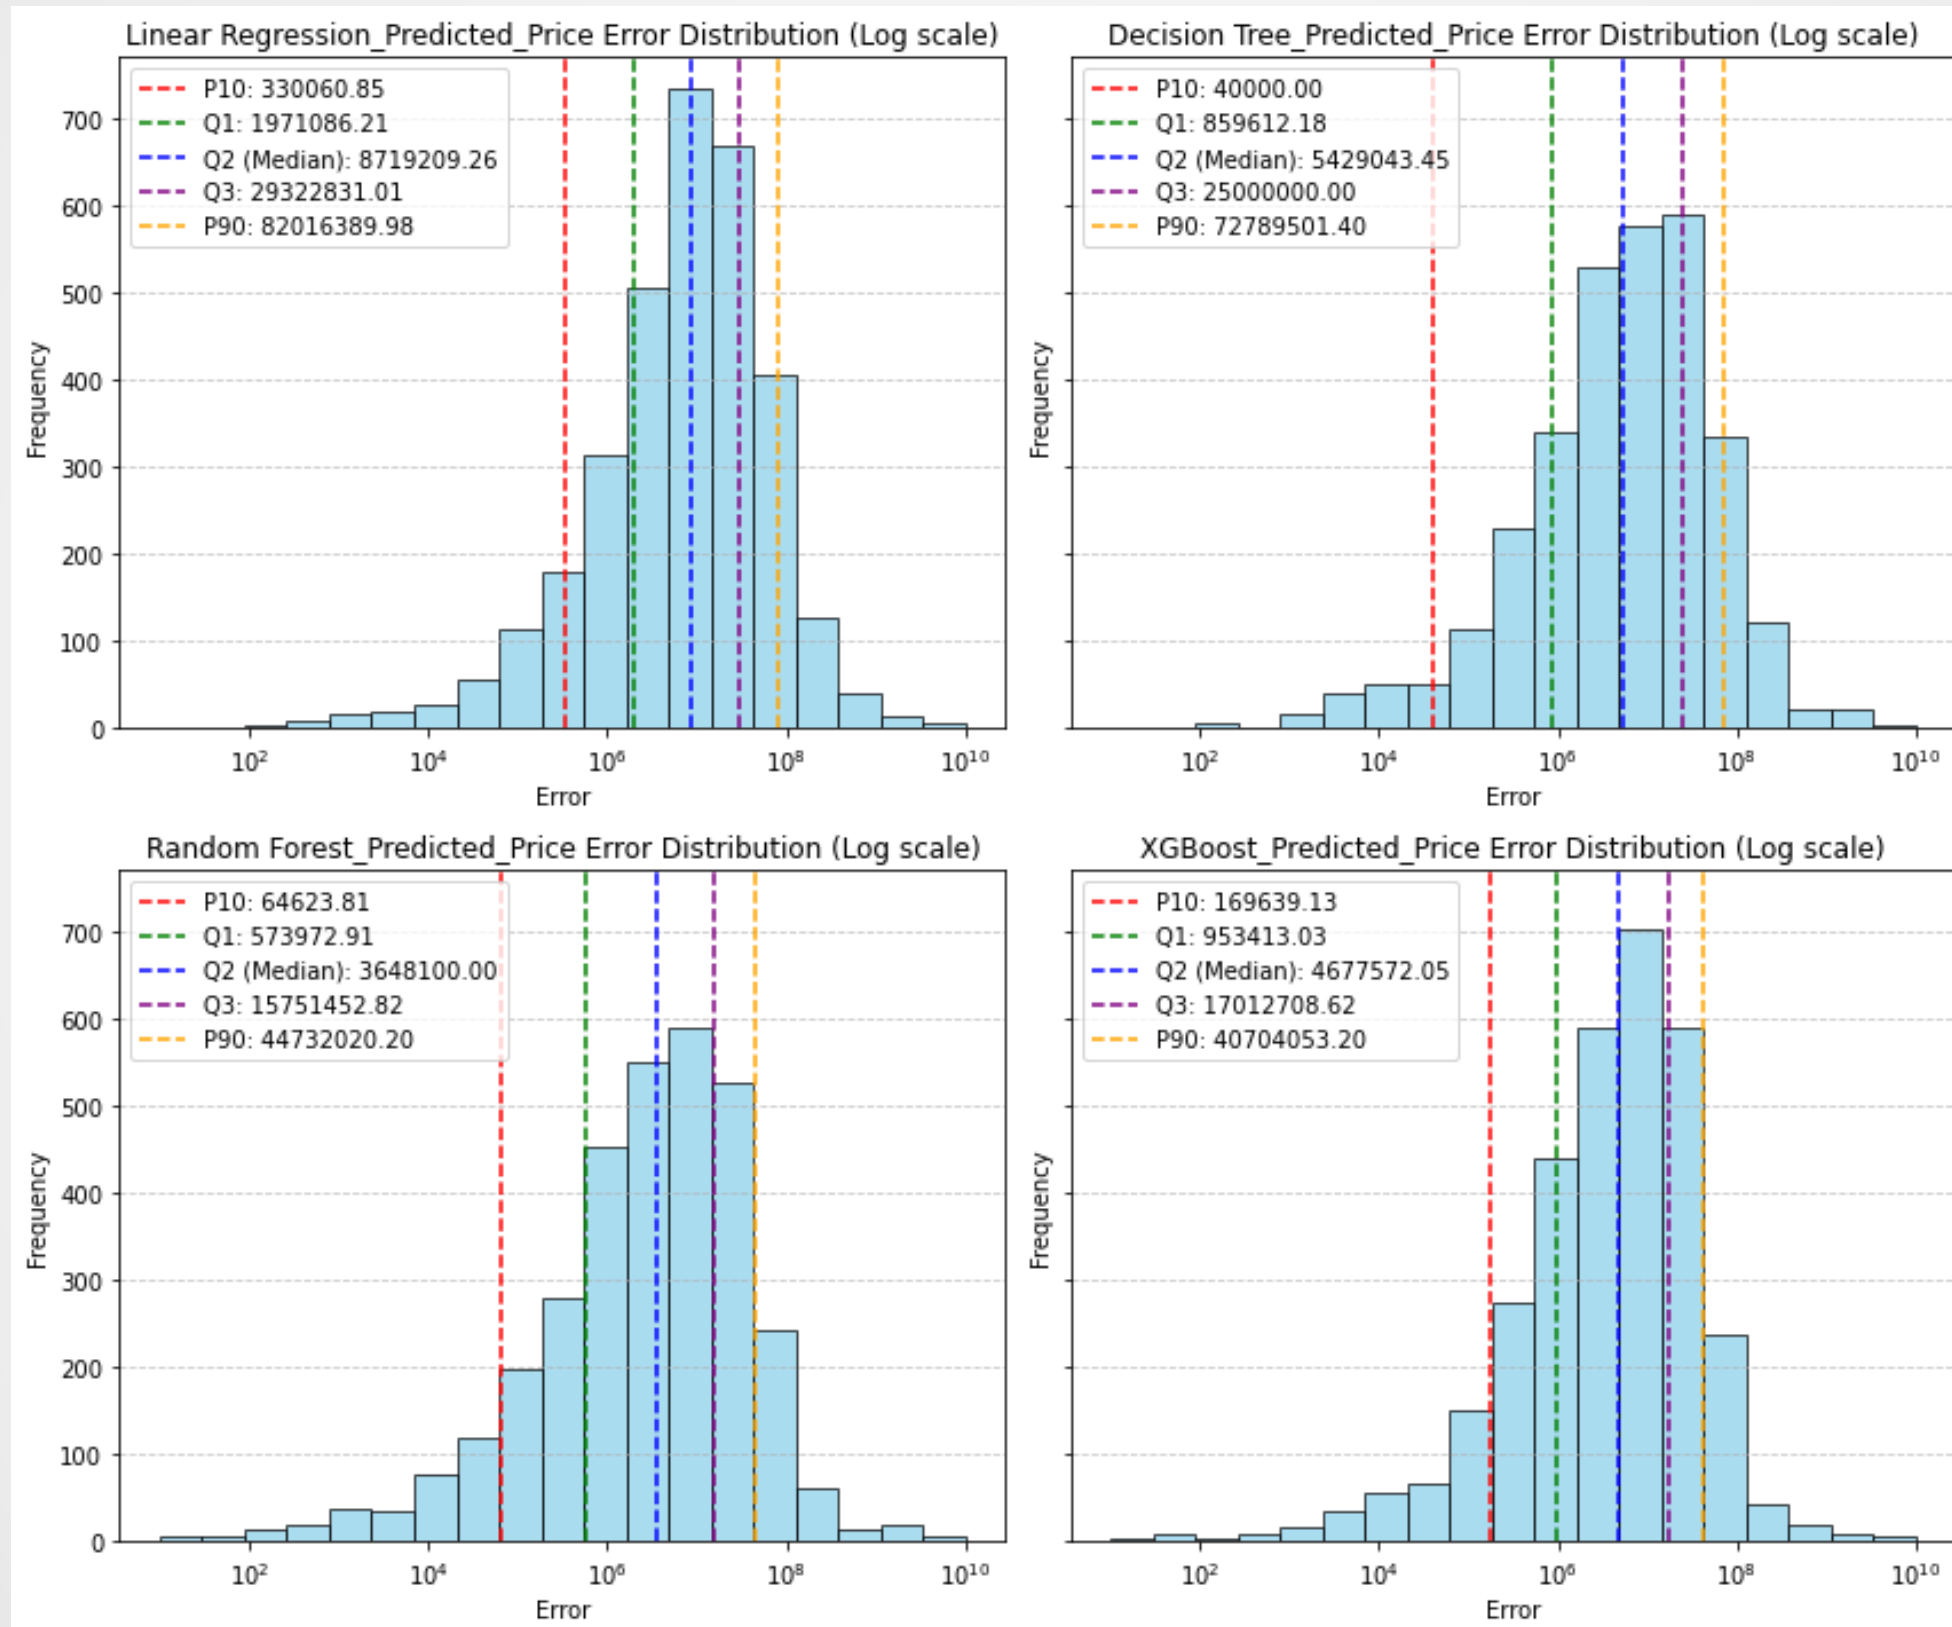 Linear Regression_Predicted_Price Error Distribution (Log scale)
P10: 330060.85
Q1: 1971086.21
Q2 (Median): 8719209.26
Q3: 29322831.01
P90: 82016389.98
700
600
500
400
300
200
100
0
Frequency
10² 10⁴ 10⁶ 10⁸ 10¹⁰
Error
Decision Tree_Predicted_Price Error Distribution (Log scale)
P10: 40000.00
Q1: 859612.18
Q2 (Median): 5429043.45
Q3: 25000000.00
P90: 72789501.40
Frequency
10² 10⁴ 10⁶ 10⁸ 10¹⁰
Error
Random Forest_Predicted_Price Error Distribution (Log scale)
P10: 64623.81
Q1: 573972.91
Q2 (Median): 3648100.00
Q3: 15751452.82
P90: 44732020.20
700
600
500
400
300
200
100
0
Frequency
10² 10⁴ 10⁶ 10⁸ 10¹⁰
Error
XGBoost_Predicted_Price Error Distribution (Log scale)
P10: 169639.13
Q1: 953413.03
Q2 (Median): 4677572.05
Q3: 17012708.62
P90: 40704053.20
Frequency
10² 10⁴ 10⁶ 10⁸ 10¹⁰
Error